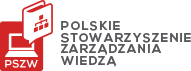 PSZW
POLSKIE
STOWARZYSZENIE
ZARZĄDZANIA
WIEDZĄ